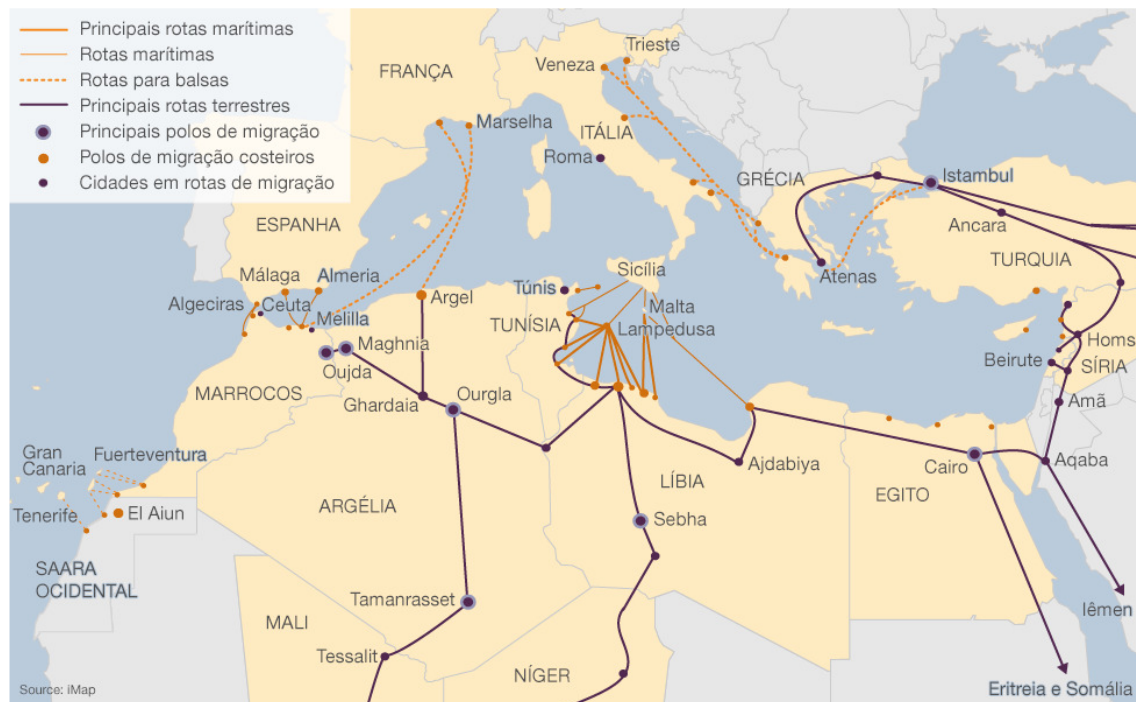 Principais rotas marítimas
Rotas marítimas
Rotas para balsas
Principais rotas terrestres
Principais polos de migração
Polos de migração costeiros
Cidades em rotas de migração
FRANÇA
Veneza
Trieste
Marselha
ITÁLIA
Roma
GRÉCIA
Istambul
Ancara
ESPANHA
Atenas
TURQUIA
Sicília
Málaga
Almeria
Algeciras
Ceuta
Melilla
Argel
Túnis
Malta
TUNÍSIA
Lampedusa
Homs
Beirute
SÍRIA
Maghnia
Oujda
MARROCOS
Ghardaia
Ourgla
Amã
Gran
Canaria
Fuerteventura
Ajdabiya
Cairo
Aqaba
LÍBIA
EGITO
ARGÉLIA
Tenerife
El Aiun
Sebha
SAARA
OCIDENTAL
Tamanrasset
Iêmen
MALI
Tessalit
NÍGER
Source: iMap
Eritreia e Somália